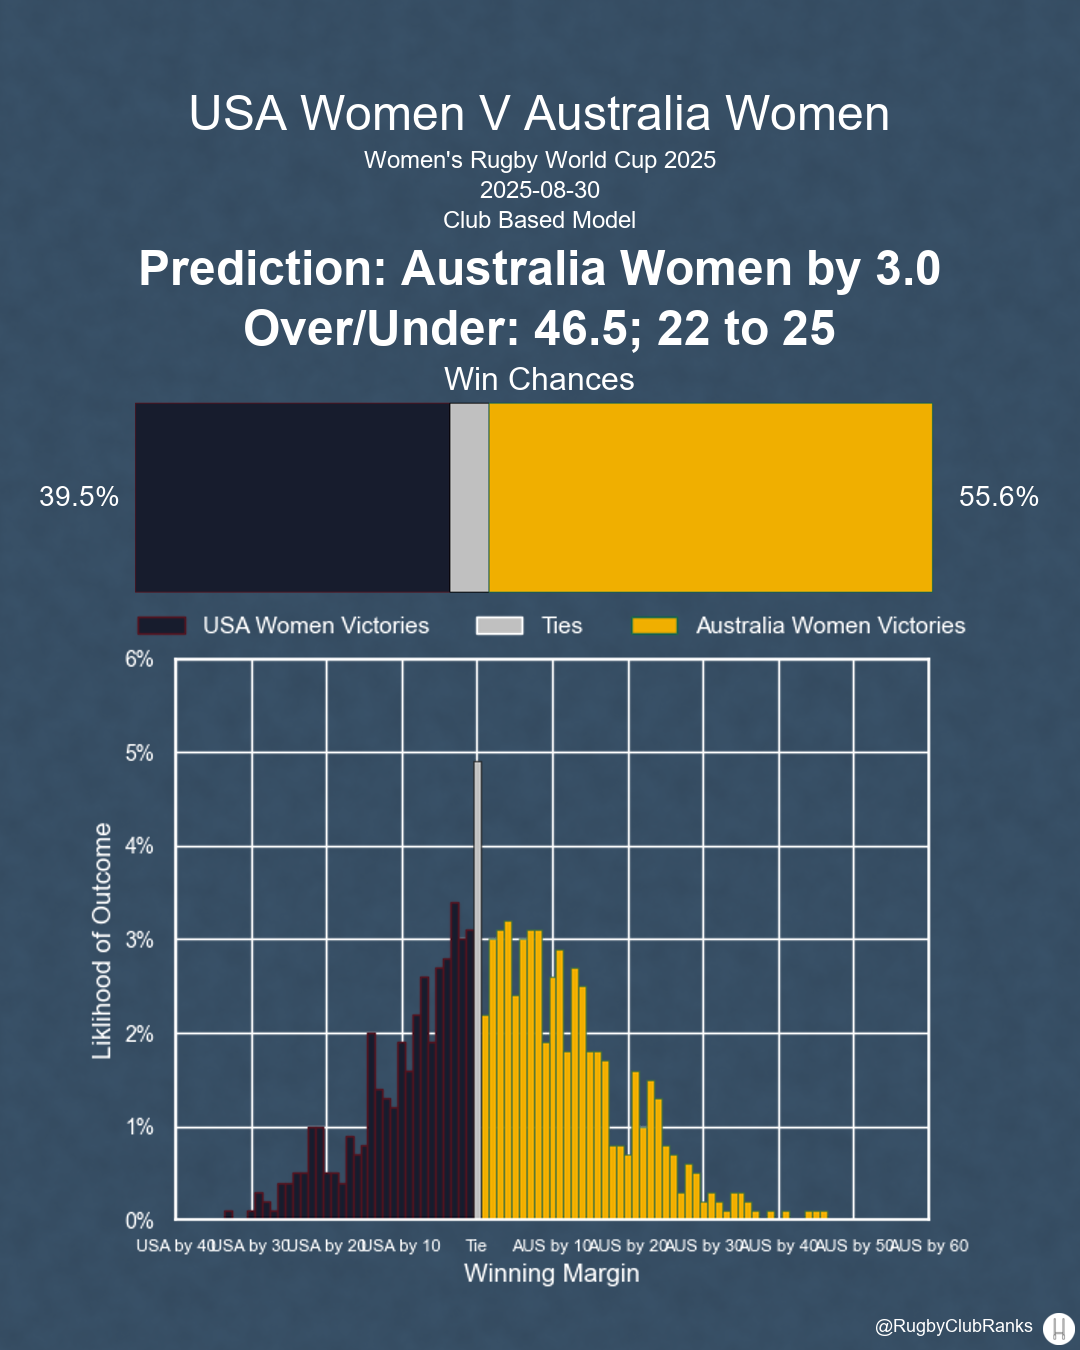 USA Women V Australia Women
Women's Rugby World Cup 2025
2025-08-30
Club Based Model
Prediction: Australia Women by 3.0
Over/Under: 46.5; 22 to 25
Win Chances
39.5%
55.6%
USA Women Victories
Ties
Australia Women Victories
6%
5%
4%
3%
2%
1%
0%
Liklihood of Outcome
USA by 40
USA by 30
USA by 20
USA by 10
Tie
AUS by 10
AUS by 20
AUS by 30
AUS by 40
AUS by 50
AUS by 60
Winning Margin
@RugbyClubRanks